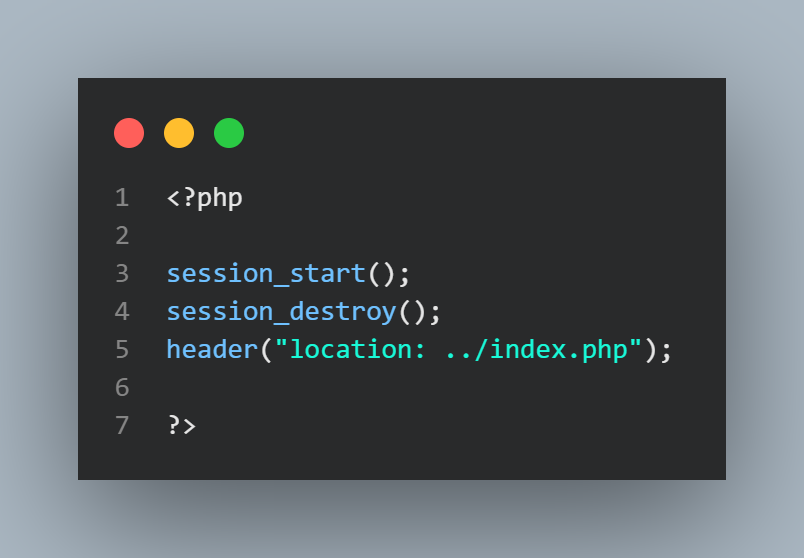 1 <?php
2
3 session_start();
4 session_destroy();
5 header("location: ../index.php");
6
7 ?>